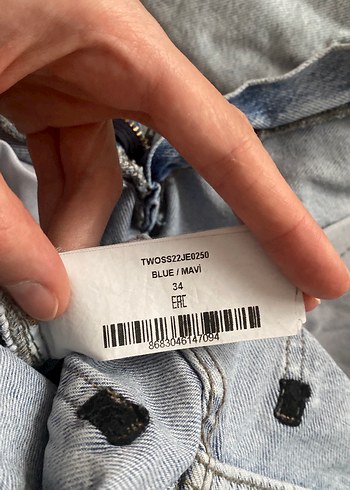 TWOSS22JE0250
BLUE / MAVİ
34
EAC
8683046147094